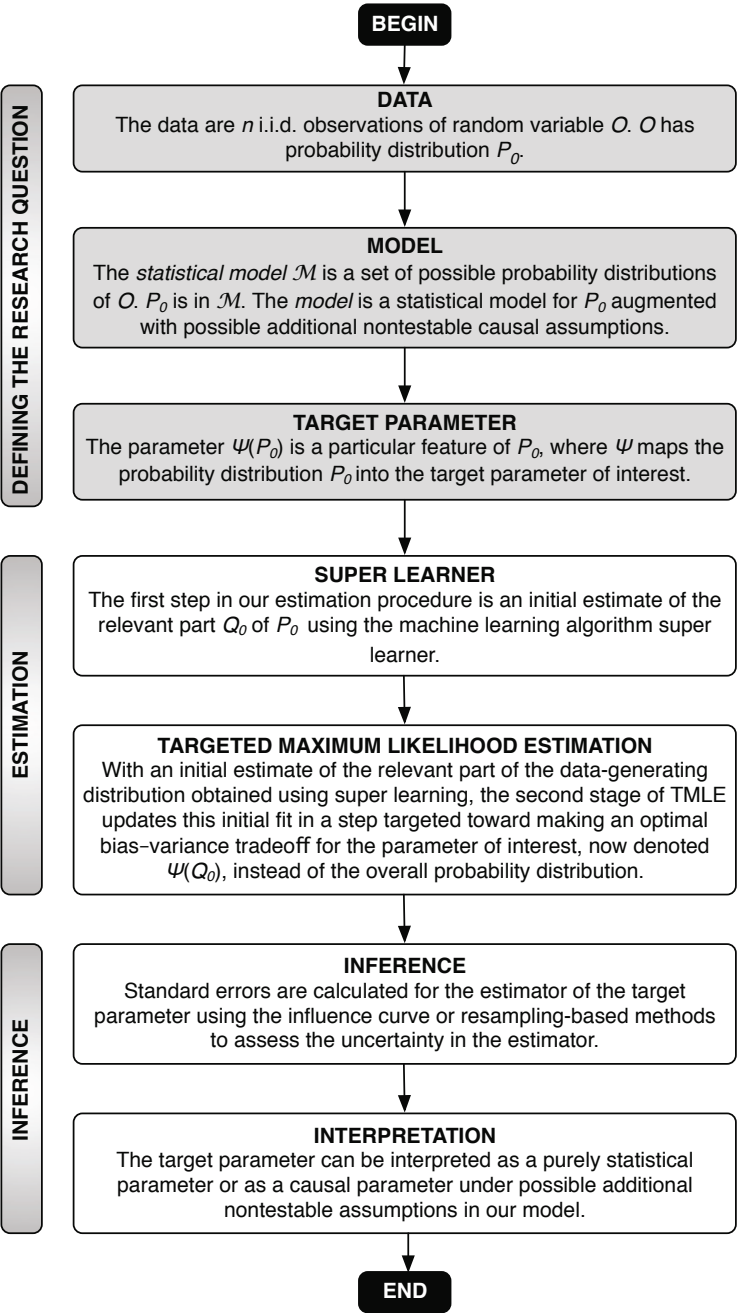 BEGIN
DEFINING THE RESEARCH QUESTION
DATA
The data are n i.i.d. observations of random variable O. O has
probability distribution P₀.
MODEL
The statistical model ℳ is a set of possible probability distributions
of O. P₀ is in ℳ. The model is a statistical model for P₀ augmented
with possible additional nontestable causal assumptions.
TARGET PARAMETER
The parameter Ψ(P₀) is a particular feature of P₀, where Ψ maps the
probability distribution P₀ into the target parameter of interest.
ESTIMATION
SUPER LEARNER
The first step in our estimation procedure is an initial estimate of the
relevant part Q₀ of P₀ using the machine learning algorithm super
learner.
TARGETED MAXIMUM LIKELIHOOD ESTIMATION
With an initial estimate of the relevant part of the data-generating
distribution obtained using super learning, the second stage of TMLE
updates this initial fit in a step targeted toward making an optimal
bias–variance tradeoff for the parameter of interest, now denoted
Ψ(Q₀), instead of the overall probability distribution.
INFERENCE
INFERENCE
Standard errors are calculated for the estimator of the target
parameter using the influence curve or resampling-based methods
to assess the uncertainty in the estimator.
INTERPRETATION
The target parameter can be interpreted as a purely statistical
parameter or as a causal parameter under possible additional
nontestable assumptions in our model.
END